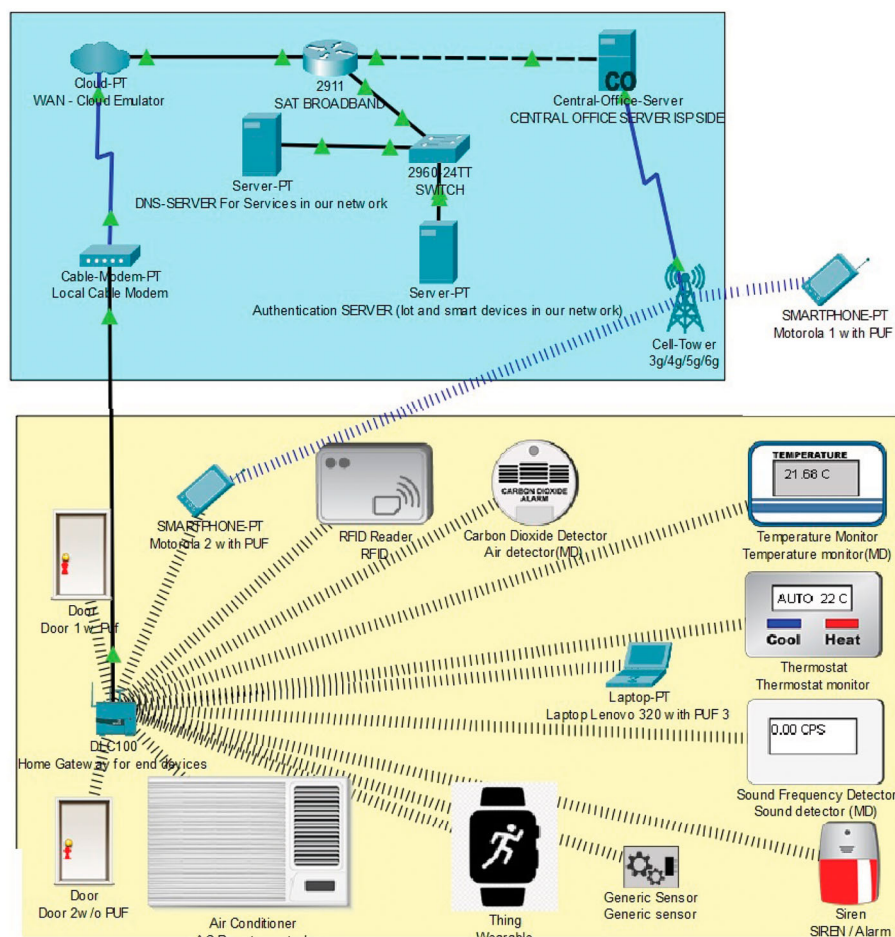 Cloud-PT
WAN - Cloud Emulator
2911
SAT BROADBAND
CO
Central-Office-Server
CENTRAL OFFICE SERVER ISP SIDE
Server-PT
DNS-SERVER For Services in our network
2960-24TT
SWITCH
Cable-Modem-PT
Local Cable Modem
Server-PT
Authentication SERVER (Iot and smart devices in our network)
Cell-Tower
3g/4g/5g/6g
SMARTPHONE-PT
Motorola 1 with PUF
SMARTPHONE-PT
Motorola 2 with PUF
RFID Reader
RFID
CARBON DIOXIDE
ALARM
Carbon Dioxide Detector
Air detector(MD)
TEMPERATURE
21.66 C
Temperature Monitor
Temperature monitor(MD)
Door
Door 1 w Puf
AUTO 22 C
Cool Heat
Thermostat
Thermostat monitor
Laptop-PT
Laptop Lenovo 320 with PUF 3
DLC100
Home Gateway for end devices
0.00 CPS
Sound Frequency Detector
Sound detector (MD)
Door
Door 2w/o PUF
Air Conditioner
Thing
Wearable
Generic Sensor
Generic sensor
Siren
SIREN / Alarm